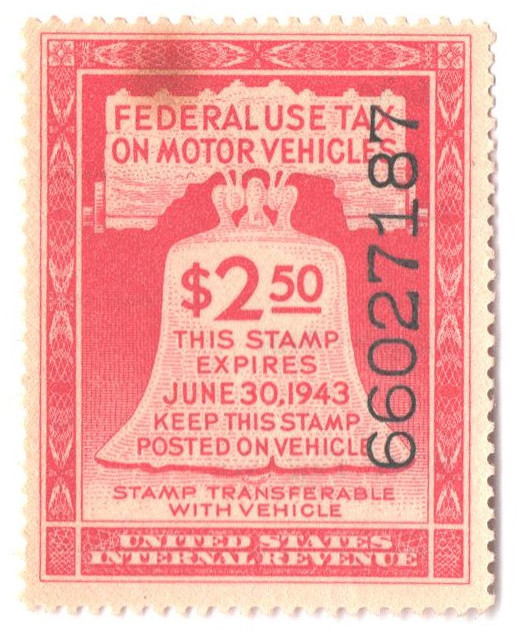 FEDERAL USE TAX
ON MOTOR VEHICLES
$2.50
THIS STAMP
EXPIRES
JUNE 30, 1943
KEEP THIS STAMP
POSTED ON VEHICLE
STAMP TRANSFERABLE
WITH VEHICLE
UNITED STATES
INTERNAL REVENUE
66027187